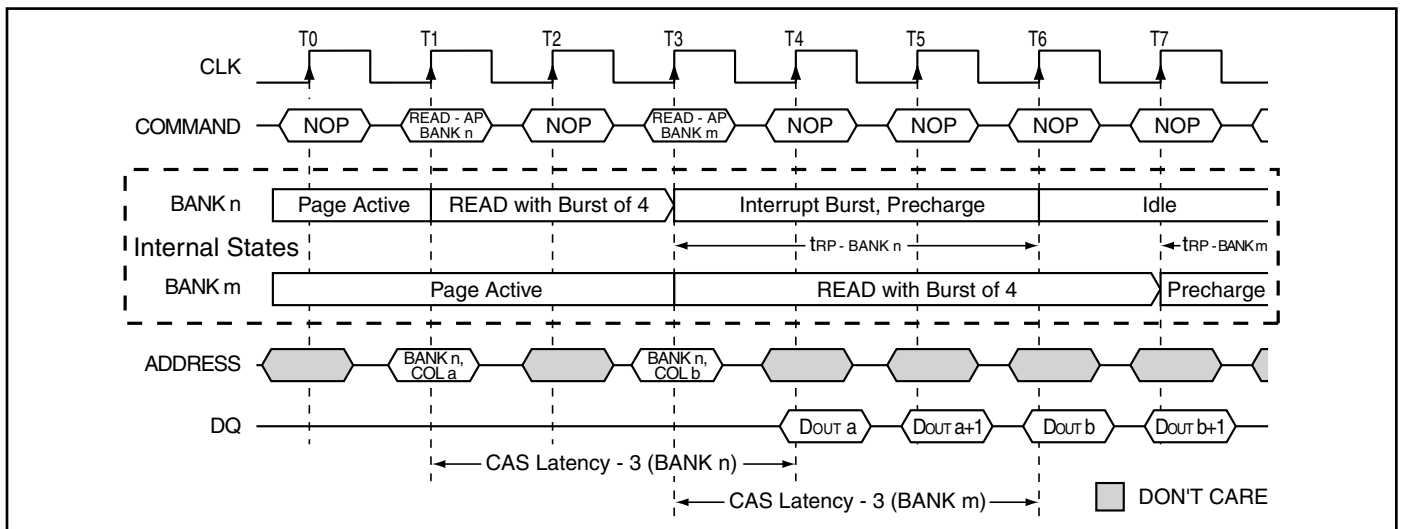 T0 T1 T2 T3 T4 T5 T6 T7
CLK
COMMAND NOP READ - AP BANK n NOP READ - AP BANK m NOP NOP NOP NOP
BANK n Page Active READ with Burst of 4 Interrupt Burst, Precharge Idle
Internal States tRP - BANK n tRP - BANK m
BANK m Page Active READ with Burst of 4 Precharge
ADDRESS BANK n, COL a BANK n, COL b
DQ DOUT a DOUT a+1 DOUT b DOUT b+1
CAS Latency - 3 (BANK n)
CAS Latency - 3 (BANK m) DON'T CARE